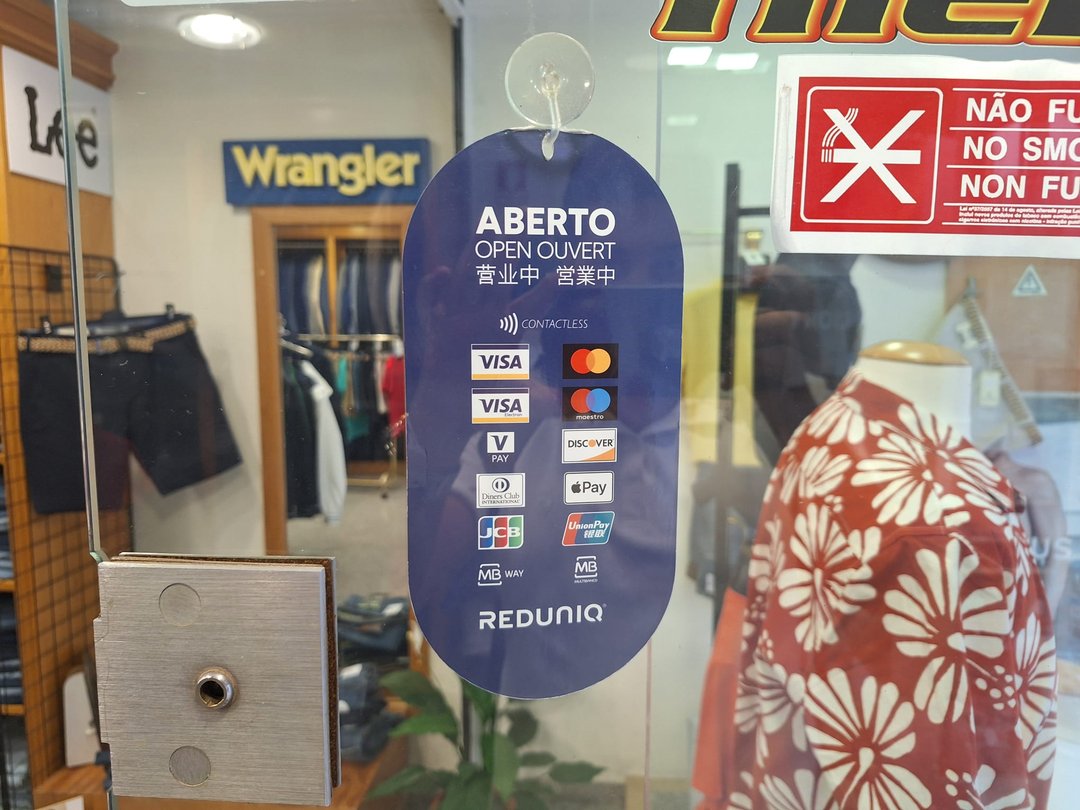 Lee
Wrangler
ABERTO
OPEN OUVERT
营业中 営業中
CONTACTLESS
VISA
VISA
Electron
maestro
V
PAY
DISCOVER
Diners Club
INTERNATIONAL
Pay
JCB
UnionPay
银联
MB WAY
MB
MULTIBANCO
REDUNIQ
NÃO FU
NO SMO
NON FU